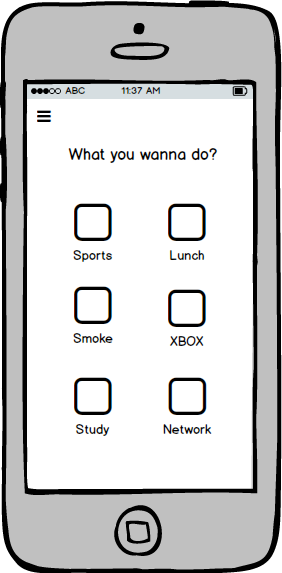 ABC 11:37 AM
What you wanna do?
Sports Lunch
Smoke XBOX
Study Network